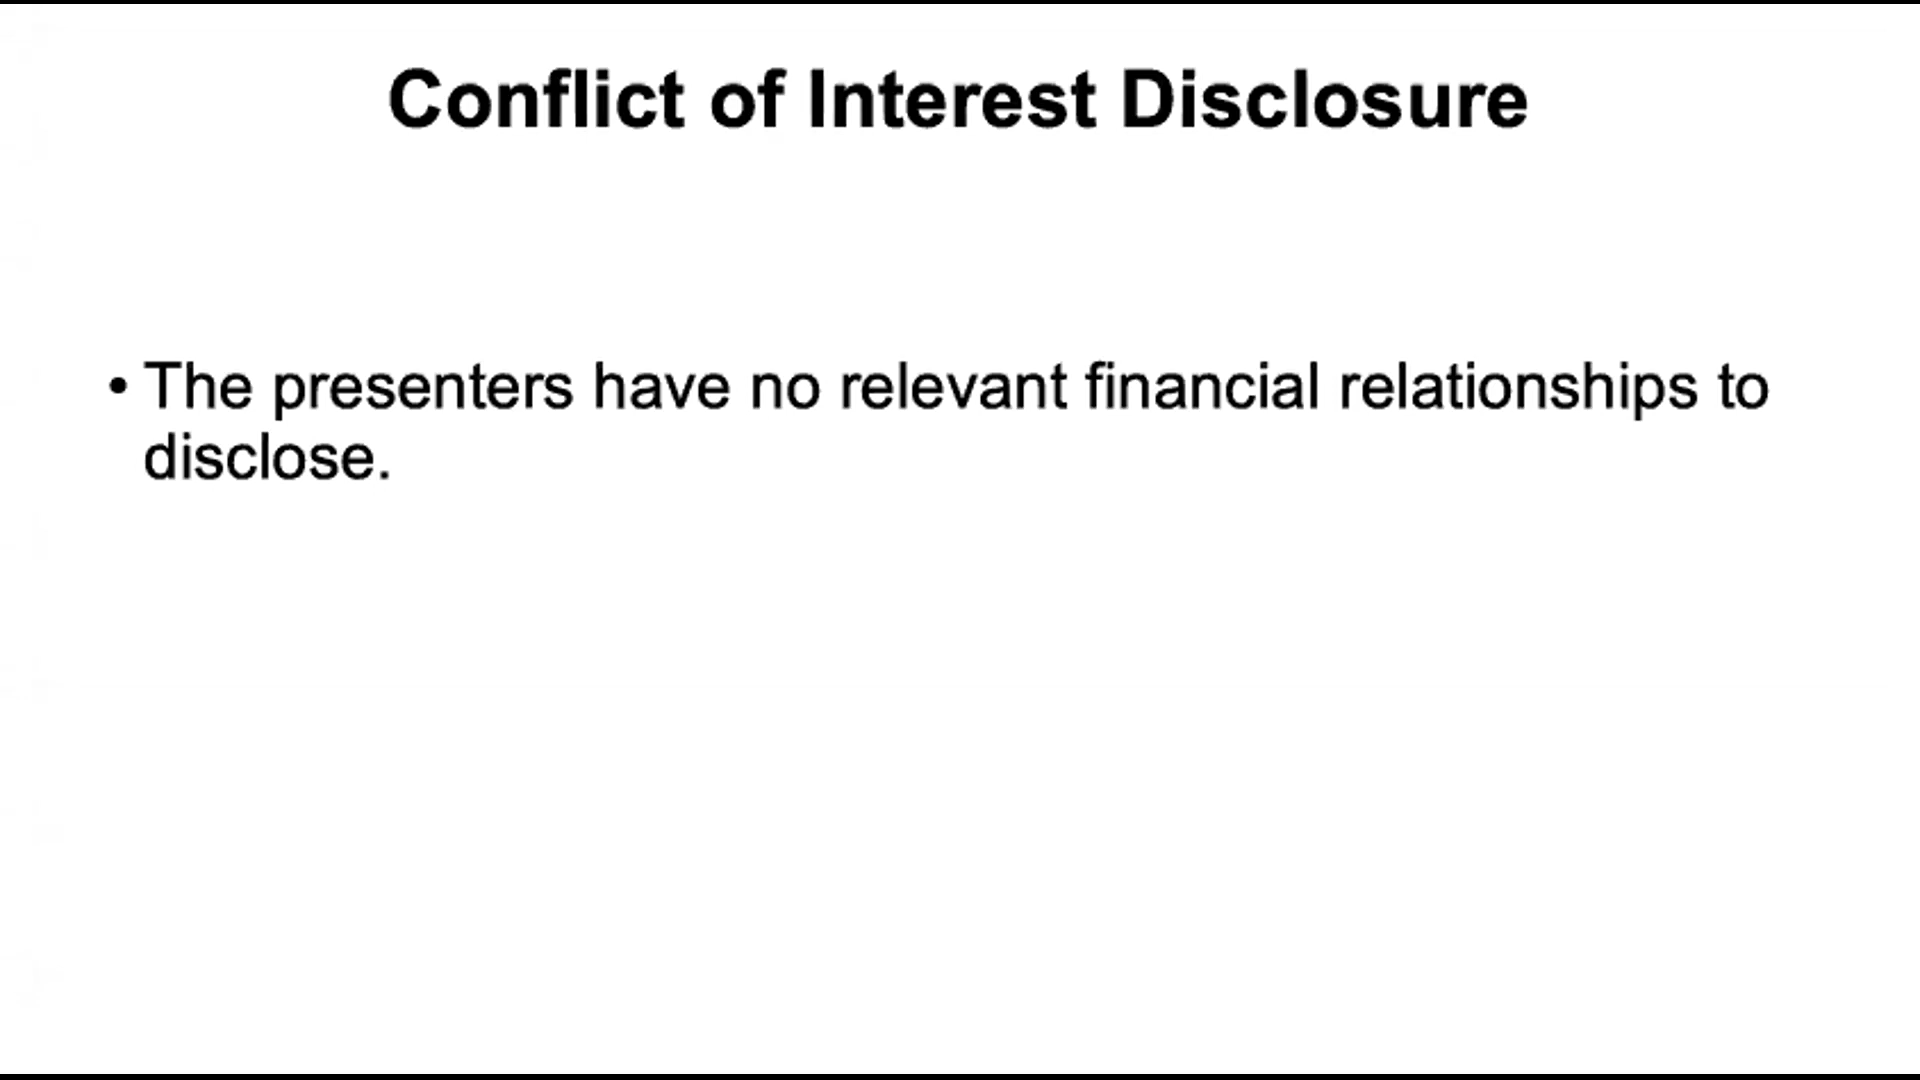 Conflict of Interest Disclosure
• The presenters have no relevant financial relationships to
disclose.